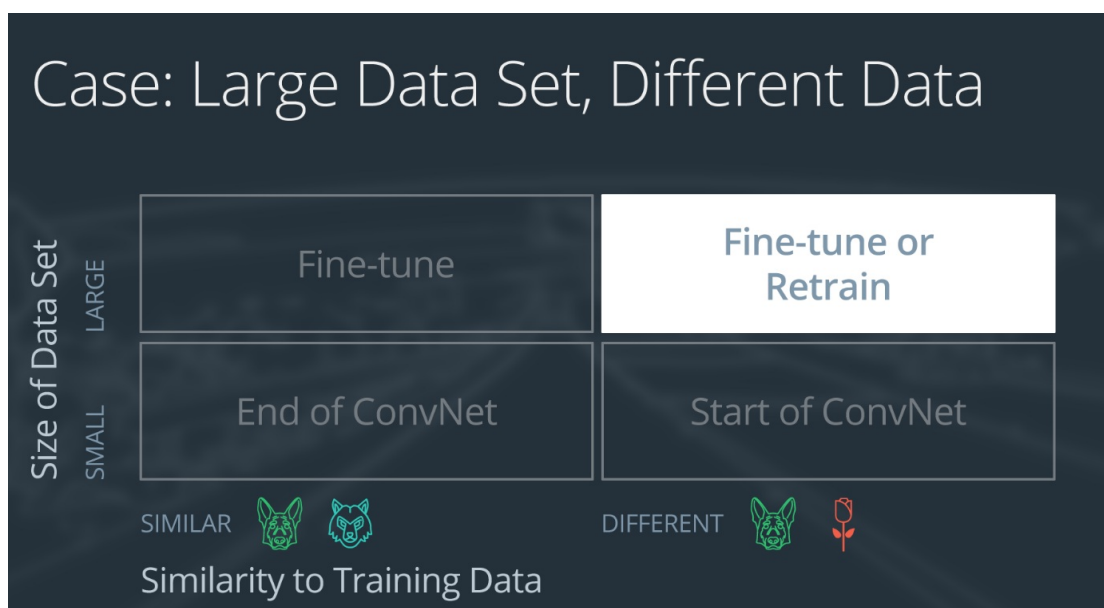 Case: Large Data Set, Different Data
Size of Data Set
LARGE
SMALL
Fine-tune
Fine-tune or
Retrain
End of ConvNet
Start of ConvNet
SIMILAR
DIFFERENT
Similarity to Training Data